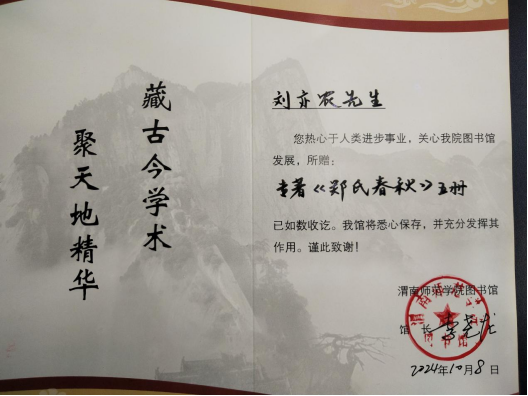 藏古今学术
聚天地精华
刘亦农先生
您热心于人类进步事业，关心我院图书馆
发展，所赠：
专著《郑氏春秋》五册
已如数收讫。我馆将悉心保存，并充分发挥其
作用。谨此致谢！
渭南师范学院图书馆
馆 长
2024年10月8日